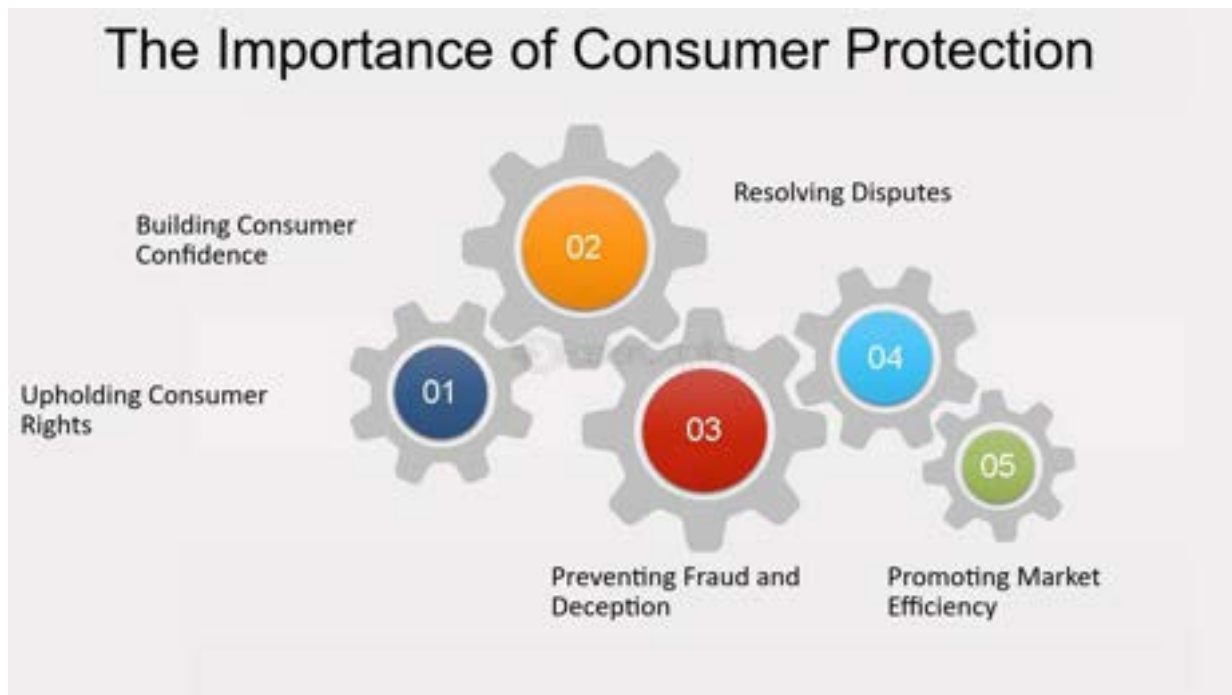 The Importance of Consumer Protection
Resolving Disputes
Building Consumer
Confidence
02
04
01
Upholding Consumer
Rights
03
05
Preventing Fraud and
Deception
Promoting Market
Efficiency